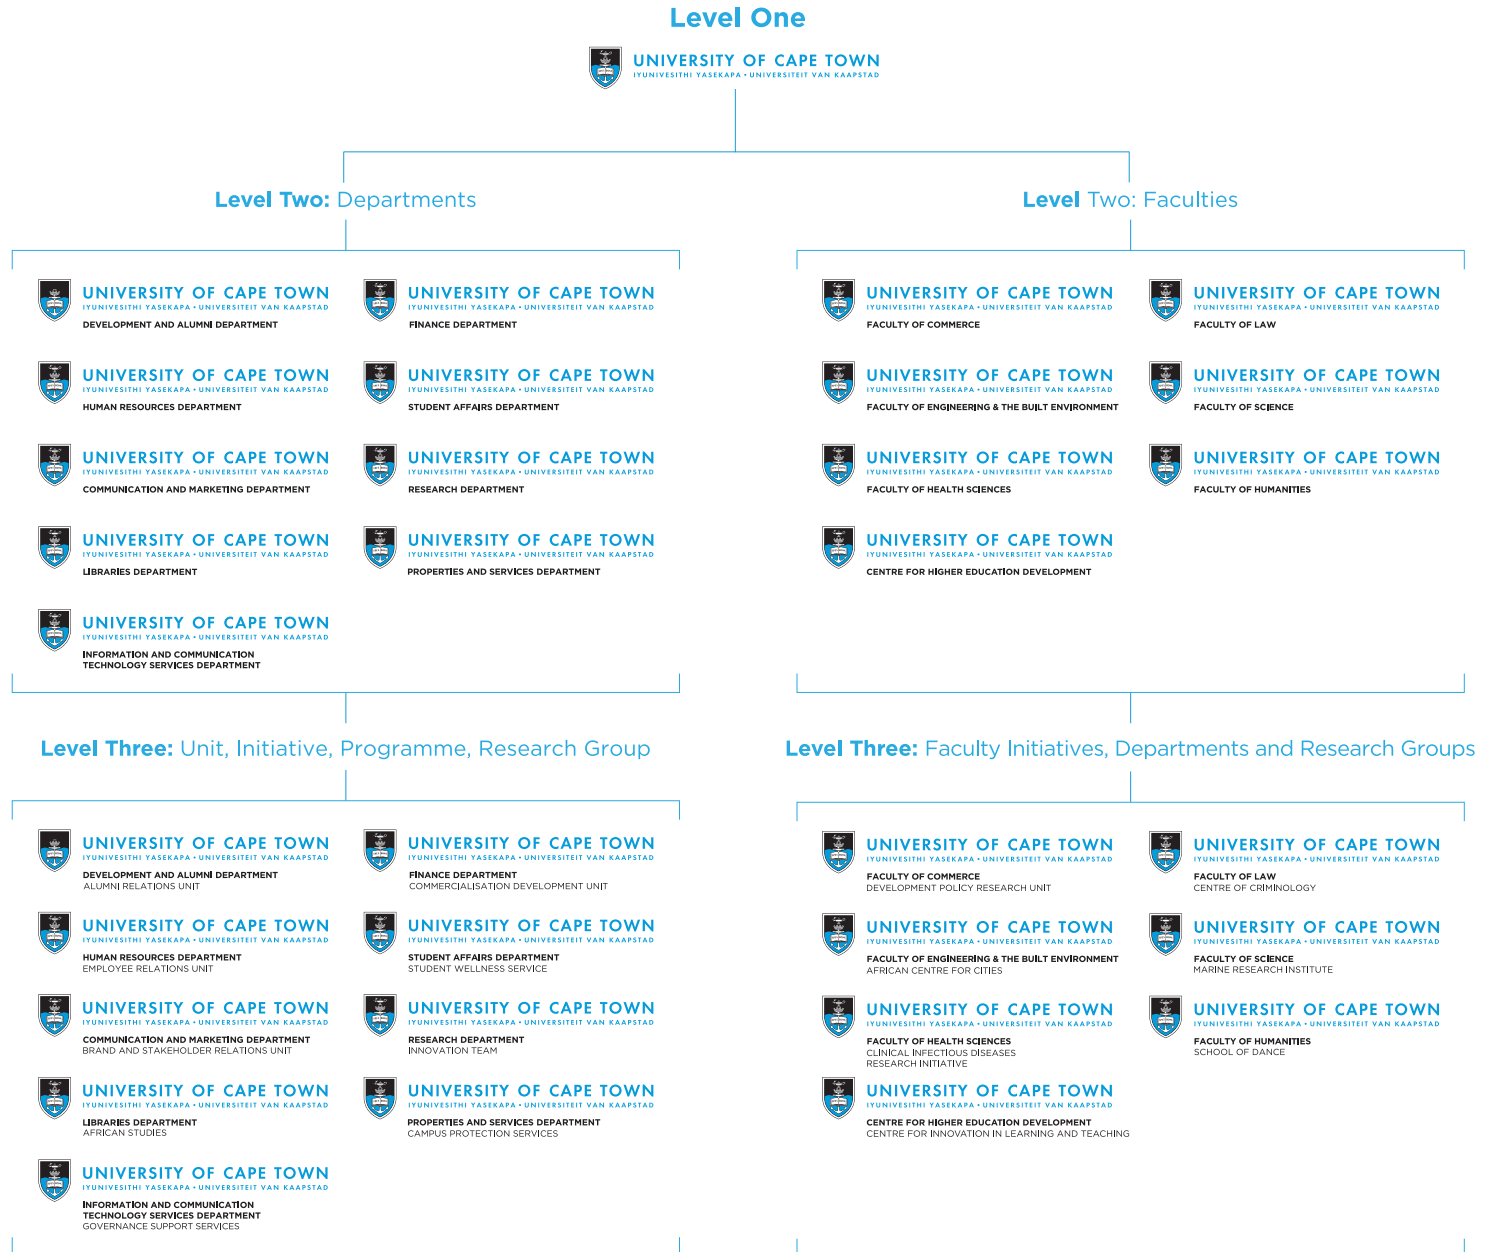 Level One
UNIVERSITY OF CAPE TOWN
IYUNIVESITHI YASEKAPA • UNIVERSITEIT VAN KAAPSTAD
Level Two: Departments
UNIVERSITY OF CAPE TOWN
IYUNIVESITHI YASEKAPA • UNIVERSITEIT VAN KAAPSTAD
DEVELOPMENT AND ALUMNI DEPARTMENT
UNIVERSITY OF CAPE TOWN
IYUNIVESITHI YASEKAPA • UNIVERSITEIT VAN KAAPSTAD
FINANCE DEPARTMENT
UNIVERSITY OF CAPE TOWN
IYUNIVESITHI YASEKAPA • UNIVERSITEIT VAN KAAPSTAD
HUMAN RESOURCES DEPARTMENT
UNIVERSITY OF CAPE TOWN
IYUNIVESITHI YASEKAPA • UNIVERSITEIT VAN KAAPSTAD
STUDENT AFFAIRS DEPARTMENT
UNIVERSITY OF CAPE TOWN
IYUNIVESITHI YASEKAPA • UNIVERSITEIT VAN KAAPSTAD
COMMUNICATION AND MARKETING DEPARTMENT
UNIVERSITY OF CAPE TOWN
IYUNIVESITHI YASEKAPA • UNIVERSITEIT VAN KAAPSTAD
RESEARCH DEPARTMENT
UNIVERSITY OF CAPE TOWN
IYUNIVESITHI YASEKAPA • UNIVERSITEIT VAN KAAPSTAD
LIBRARIES DEPARTMENT
UNIVERSITY OF CAPE TOWN
IYUNIVESITHI YASEKAPA • UNIVERSITEIT VAN KAAPSTAD
PROPERTIES AND SERVICES DEPARTMENT
UNIVERSITY OF CAPE TOWN
IYUNIVESITHI YASEKAPA • UNIVERSITEIT VAN KAAPSTAD
INFORMATION AND COMMUNICATION
TECHNOLOGY SERVICES DEPARTMENT
Level Two: Faculties
UNIVERSITY OF CAPE TOWN
IYUNIVESITHI YASEKAPA • UNIVERSITEIT VAN KAAPSTAD
FACULTY OF COMMERCE
UNIVERSITY OF CAPE TOWN
IYUNIVESITHI YASEKAPA • UNIVERSITEIT VAN KAAPSTAD
FACULTY OF LAW
UNIVERSITY OF CAPE TOWN
IYUNIVESITHI YASEKAPA • UNIVERSITEIT VAN KAAPSTAD
FACULTY OF ENGINEERING & THE BUILT ENVIRONMENT
UNIVERSITY OF CAPE TOWN
IYUNIVESITHI YASEKAPA • UNIVERSITEIT VAN KAAPSTAD
FACULTY OF SCIENCE
UNIVERSITY OF CAPE TOWN
IYUNIVESITHI YASEKAPA • UNIVERSITEIT VAN KAAPSTAD
FACULTY OF HEALTH SCIENCES
UNIVERSITY OF CAPE TOWN
IYUNIVESITHI YASEKAPA • UNIVERSITEIT VAN KAAPSTAD
FACULTY OF HUMANITIES
UNIVERSITY OF CAPE TOWN
IYUNIVESITHI YASEKAPA • UNIVERSITEIT VAN KAAPSTAD
CENTRE FOR HIGHER EDUCATION DEVELOPMENT
Level Three: Unit, Initiative, Programme, Research Group
UNIVERSITY OF CAPE TOWN
IYUNIVESITHI YASEKAPA • UNIVERSITEIT VAN KAAPSTAD
DEVELOPMENT AND ALUMNI DEPARTMENT
ALUMNI RELATIONS UNIT
UNIVERSITY OF CAPE TOWN
IYUNIVESITHI YASEKAPA • UNIVERSITEIT VAN KAAPSTAD
FINANCE DEPARTMENT
COMMERCIALISATION DEVELOPMENT UNIT
UNIVERSITY OF CAPE TOWN
IYUNIVESITHI YASEKAPA • UNIVERSITEIT VAN KAAPSTAD
HUMAN RESOURCES DEPARTMENT
EMPLOYEE RELATIONS UNIT
UNIVERSITY OF CAPE TOWN
IYUNIVESITHI YASEKAPA • UNIVERSITEIT VAN KAAPSTAD
STUDENT AFFAIRS DEPARTMENT
STUDENT WELLNESS SERVICE
UNIVERSITY OF CAPE TOWN
IYUNIVESITHI YASEKAPA • UNIVERSITEIT VAN KAAPSTAD
COMMUNICATION AND MARKETING DEPARTMENT
BRAND AND STAKEHOLDER RELATIONS UNIT
UNIVERSITY OF CAPE TOWN
IYUNIVESITHI YASEKAPA • UNIVERSITEIT VAN KAAPSTAD
RESEARCH DEPARTMENT
INNOVATION TEAM
UNIVERSITY OF CAPE TOWN
IYUNIVESITHI YASEKAPA • UNIVERSITEIT VAN KAAPSTAD
LIBRARIES DEPARTMENT
AFRICAN STUDIES
UNIVERSITY OF CAPE TOWN
IYUNIVESITHI YASEKAPA • UNIVERSITEIT VAN KAAPSTAD
PROPERTIES AND SERVICES DEPARTMENT
CAMPUS PROTECTION SERVICES
UNIVERSITY OF CAPE TOWN
IYUNIVESITHI YASEKAPA • UNIVERSITEIT VAN KAAPSTAD
INFORMATION AND COMMUNICATION
TECHNOLOGY SERVICES DEPARTMENT
GOVERNANCE SUPPORT SERVICES
Level Three: Faculty Initiatives, Departments and Research Groups
UNIVERSITY OF CAPE TOWN
IYUNIVESITHI YASEKAPA • UNIVERSITEIT VAN KAAPSTAD
FACULTY OF COMMERCE
DEVELOPMENT POLICY RESEARCH UNIT
UNIVERSITY OF CAPE TOWN
IYUNIVESITHI YASEKAPA • UNIVERSITEIT VAN KAAPSTAD
FACULTY OF LAW
CENTRE OF CRIMINOLOGY
UNIVERSITY OF CAPE TOWN
IYUNIVESITHI YASEKAPA • UNIVERSITEIT VAN KAAPSTAD
FACULTY OF ENGINEERING & THE BUILT ENVIRONMENT
AFRICAN CENTRE FOR CITIES
UNIVERSITY OF CAPE TOWN
IYUNIVESITHI YASEKAPA • UNIVERSITEIT VAN KAAPSTAD
FACULTY OF SCIENCE
MARINE RESEARCH INSTITUTE
UNIVERSITY OF CAPE TOWN
IYUNIVESITHI YASEKAPA • UNIVERSITEIT VAN KAAPSTAD
FACULTY OF HEALTH SCIENCES
CLINICAL INFECTIOUS DISEASES
RESEARCH INITIATIVE
UNIVERSITY OF CAPE TOWN
IYUNIVESITHI YASEKAPA • UNIVERSITEIT VAN KAAPSTAD
FACULTY OF HUMANITIES
SCHOOL OF DANCE
UNIVERSITY OF CAPE TOWN
IYUNIVESITHI YASEKAPA • UNIVERSITEIT VAN KAAPSTAD
CENTRE FOR HIGHER EDUCATION DEVELOPMENT
CENTRE FOR INNOVATION IN LEARNING AND TEACHING